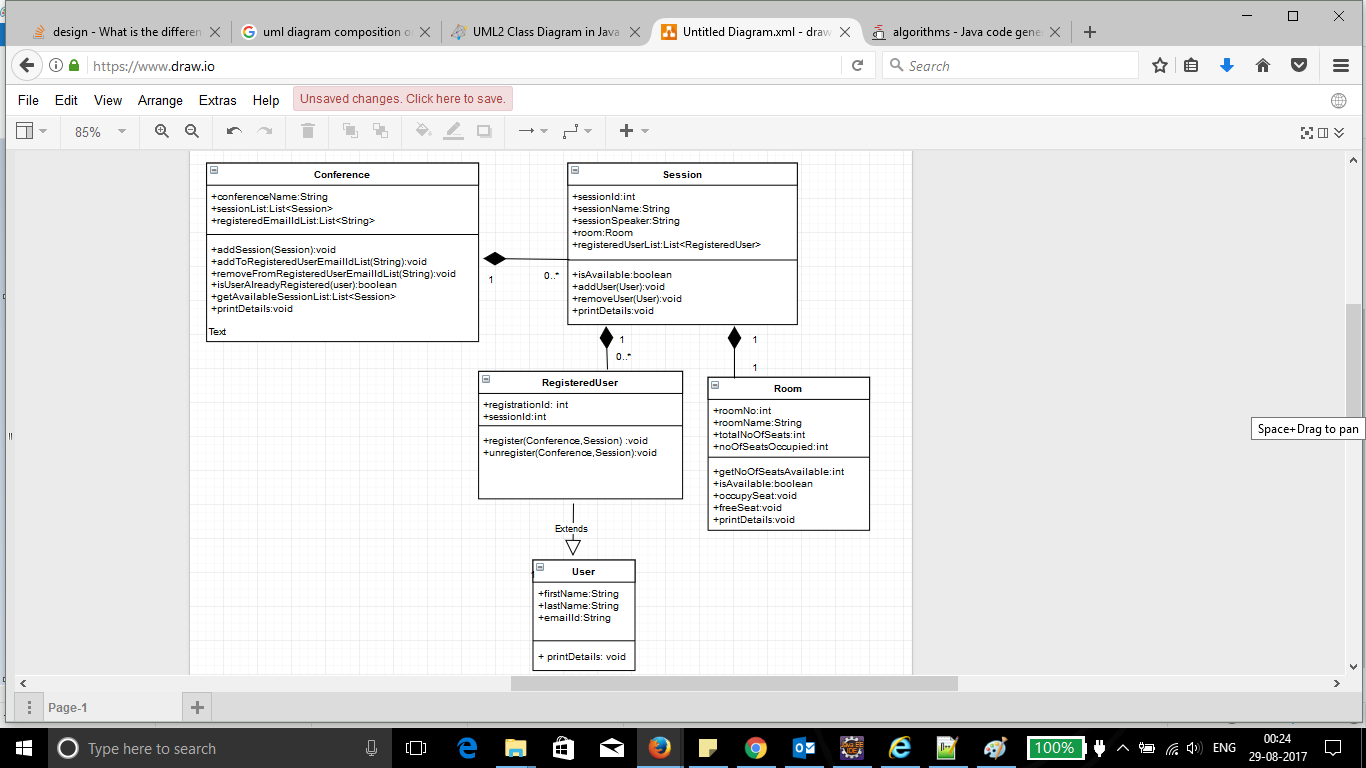 design - What is the differen
uml diagram composition o
UML2 Class Diagram in Java
Untitled Diagram.xml - draw
algorithms - Java code gene
https://www.draw.io
Search
File Edit View Arrange Extras Help Unsaved changes. Click here to save.
85%
Conference
+conferenceName:String
+sessionList:List<Session>
+registeredEmailIdList:List<String>
+addSession(Session):void
+addToRegisteredUserEmailIdList(String):void
+removeFromRegisteredUserEmailIdList(String):void
+isUserAlreadyRegistered(user):boolean
+getAvailableSessionList:List<Session>
+printDetails:void
Text
1
0..*
Session
+sessionId:int
+sessionName:String
+sessionSpeaker:String
+room:Room
+registeredUserList:List<RegisteredUser>
+isAvailable:boolean
+addUser(User):void
+removeUser(User):void
+printDetails:void
1
0..*
1
1
RegisteredUser
+registrationId: int
+sessionId:int
+register(Conference,Session) :void
+unregister(Conference,Session):void
Room
+roomNo:int
+roomName:String
+totalNoOfSeats:int
+noOfSeatsOccupied:int
+getNoOfSeatsAvailable:int
+isAvailable:boolean
+occupySeat:void
+freeSeat:void
+printDetails:void
Space+Drag to pan
Extends
User
+firstName:String
+lastName:String
+emailId:String
+ printDetails: void
Page-1
Type here to search
100%
ENG
00:24
29-08-2017